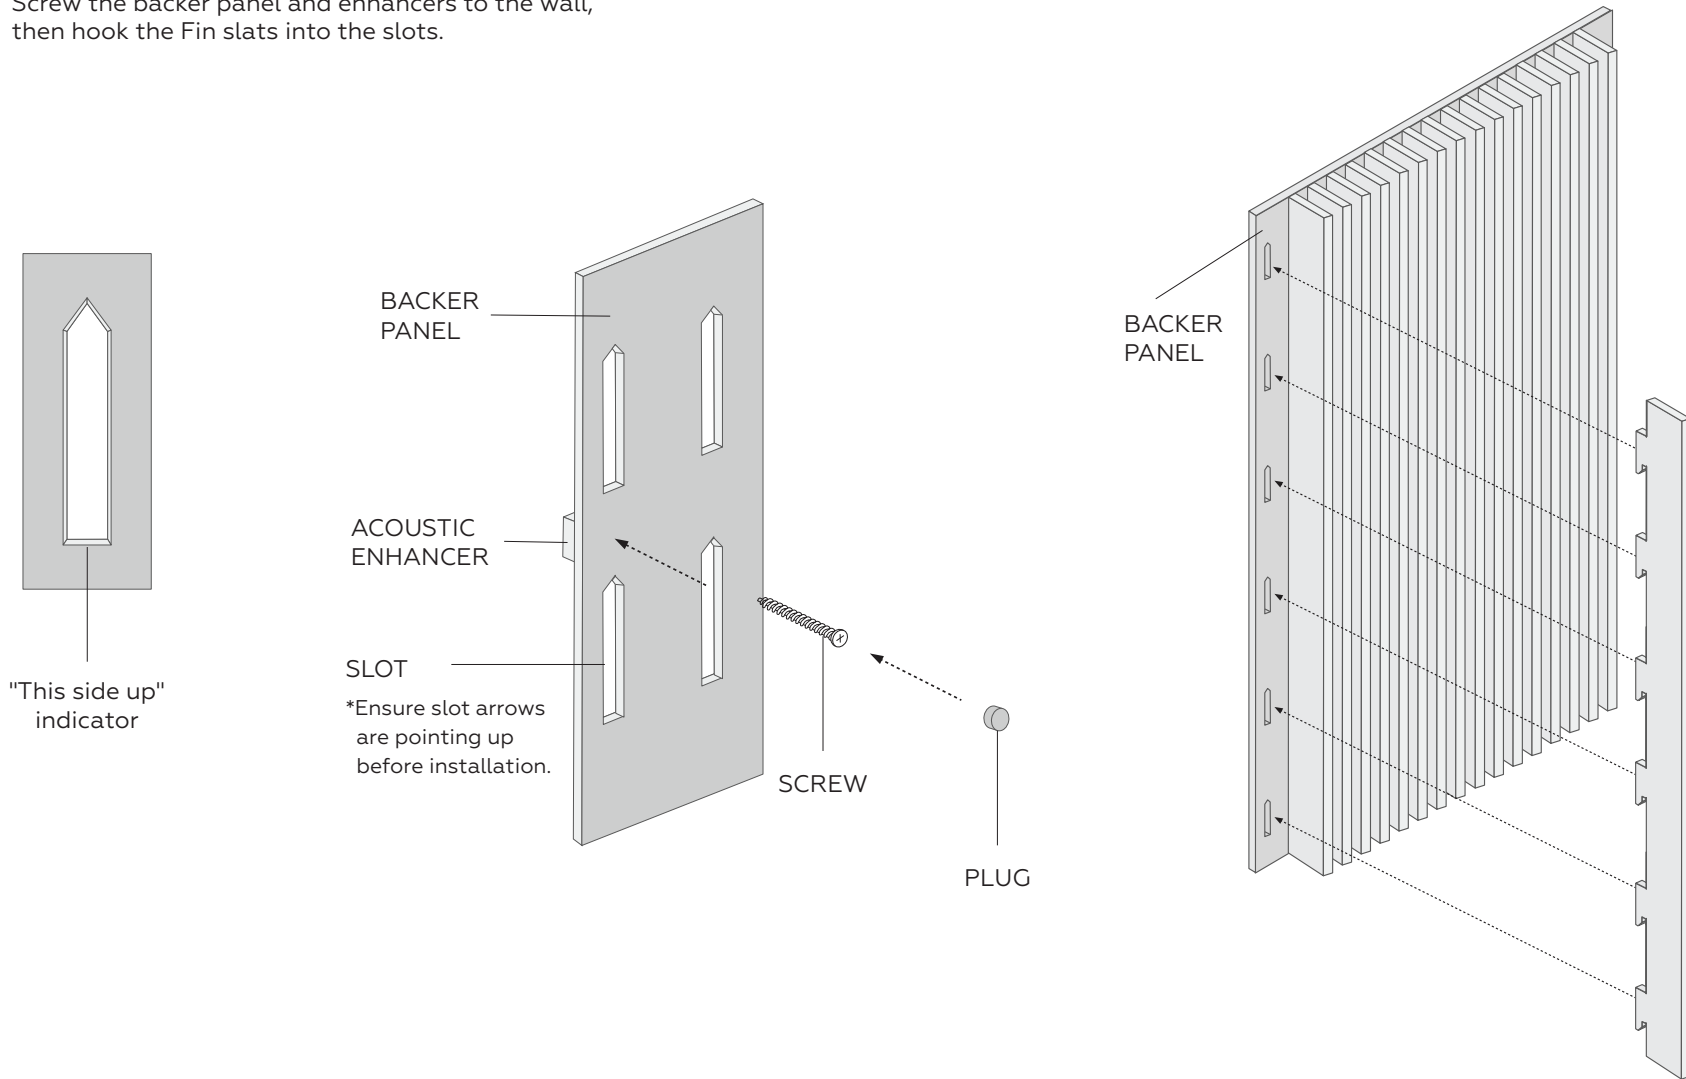 Screw the backer panel and enhancers to the wall,
then hook the Fin slats into the slots.
BACKER
PANEL
BACKER
PANEL
ACOUSTIC
ENHANCER
SLOT
*Ensure slot arrows
are pointing up
before installation.
"This side up"
indicator
SCREW
PLUG